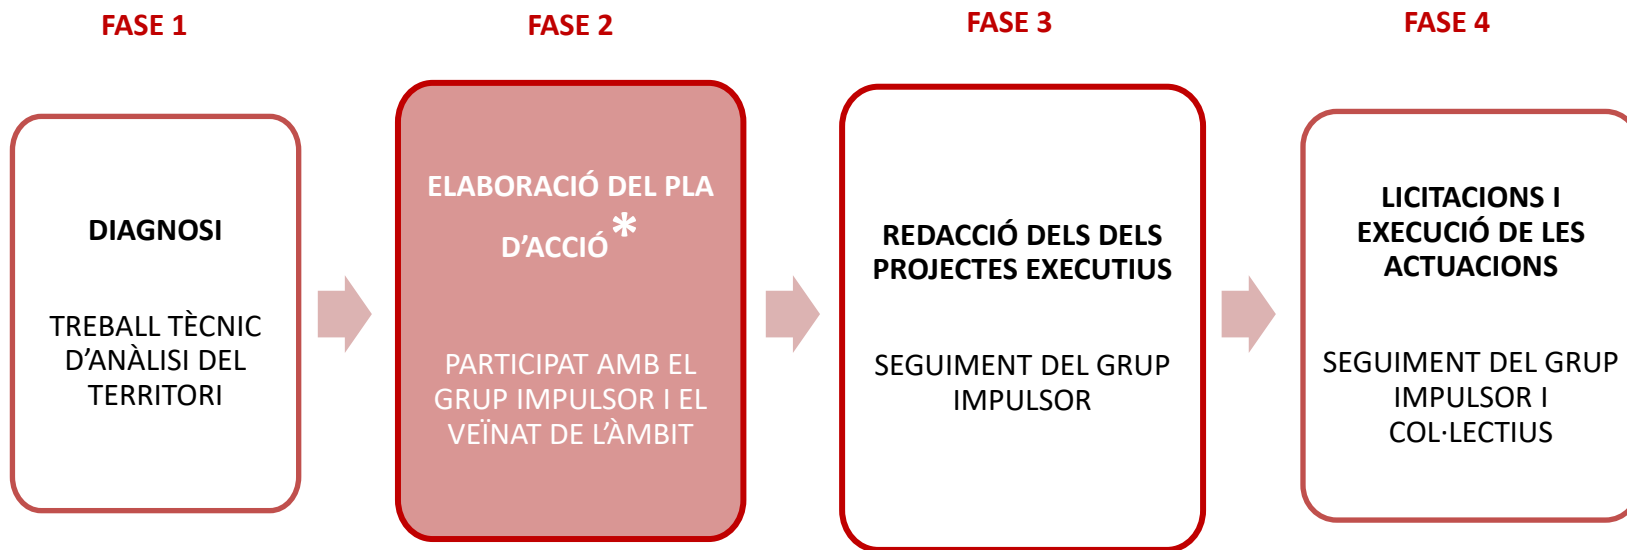 FASE 1
DIAGNOSI
TREBALL TÈCNIC
D'ANÀLISI DEL
TERRITORI
FASE 2
ELABORACIÓ DEL PLA
D'ACCIÓ*
PARTICIPAT AMB EL
GRUP IMPULSOR I EL
VEÏNAT DE L'ÀMBIT
FASE 3
REDACCIÓ DELS DELS
PROJECTES EXECUTIUS
SEGUIMENT DEL GRUP
IMPULSOR
FASE 4
LICITACIONS I
EXECUCIÓ DE LES
ACTUACIONS
SEGUIMENT DEL GRUP
IMPULSOR I
COL·LECTIUS